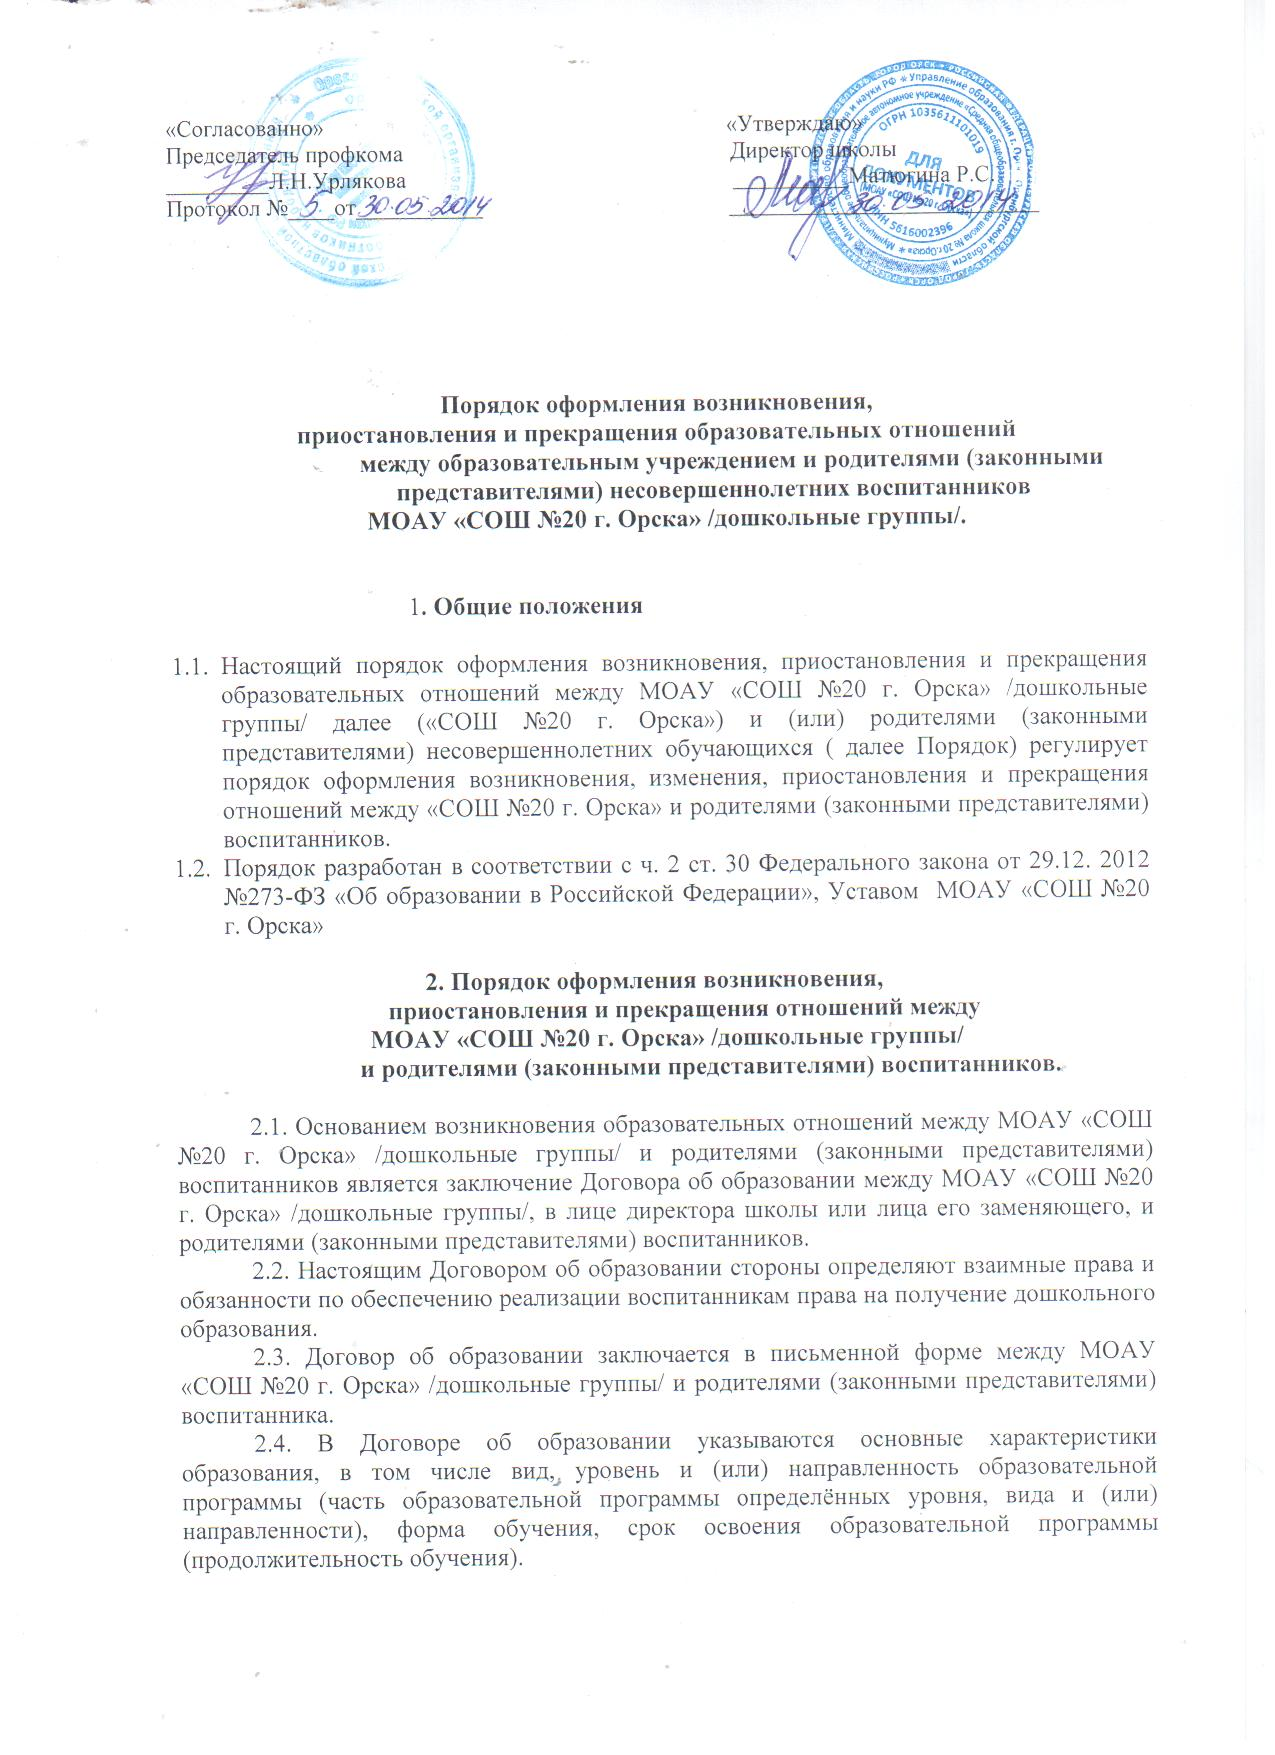 «Согласованно»
Председатель профкома
Л.Н.Урлякова
Протокол № 5 от 30.05.2014
«Утверждаю»
Директор школы
Матюгина Р.С.
30.05.2014
ОГРН 1035611101019
ДЛЯ
ДОКУМЕНТОВ
ИНН 5616002396
Порядок оформления возникновения,
приостановления и прекращения образовательных отношений
между образовательным учреждением и родителями (законными
представителями) несовершеннолетних воспитанников
МОАУ «СОШ №20 г. Орска» /дошкольные группы/.
1. Общие положения
1.1. Настоящий порядок оформления возникновения, приостановления и прекращения
образовательных отношений между МОАУ «СОШ №20 г. Орска» /дошкольные
группы/ далее («СОШ №20 г. Орска») и (или) родителями (законными
представителями) несовершеннолетних обучающихся ( далее Порядок) регулирует
порядок оформления возникновения, изменения, приостановления и прекращения
отношений между «СОШ №20 г. Орска» и родителями (законными представителями)
воспитанников.
1.2. Порядок разработан в соответствии с ч. 2 ст. 30 Федерального закона от 29.12. 2012
№273-ФЗ «Об образовании в Российской Федерации», Уставом МОАУ «СОШ №20
г. Орска»
2. Порядок оформления возникновения,
приостановления и прекращения отношений между
МОАУ «СОШ №20 г. Орска» /дошкольные группы/
и родителями (законными представителями) воспитанников.
2.1. Основанием возникновения образовательных отношений между МОАУ «СОШ
№20 г. Орска» /дошкольные группы/ и родителями (законными представителями)
воспитанников является заключение Договора об образовании между МОАУ «СОШ №20
г. Орска» /дошкольные группы/, в лице директора школы или лица его заменяющего, и
родителями (законными представителями) воспитанников.
2.2. Настоящим Договором об образовании стороны определяют взаимные права и
обязанности по обеспечению реализации воспитанникам права на получение дошкольного
образования.
2.3. Договор об образовании заключается в письменной форме между МОАУ
«СОШ №20 г. Орска» /дошкольные группы/ и родителями (законными представителями)
воспитанника.
2.4. В Договоре об образовании указываются основные характеристики
образования, в том числе вид, уровень и (или) направленность образовательной
программы (часть образовательной программы определённых уровня, вида и (или)
направленности), форма обучения, срок освоения образовательной программы
(продолжительность обучения).